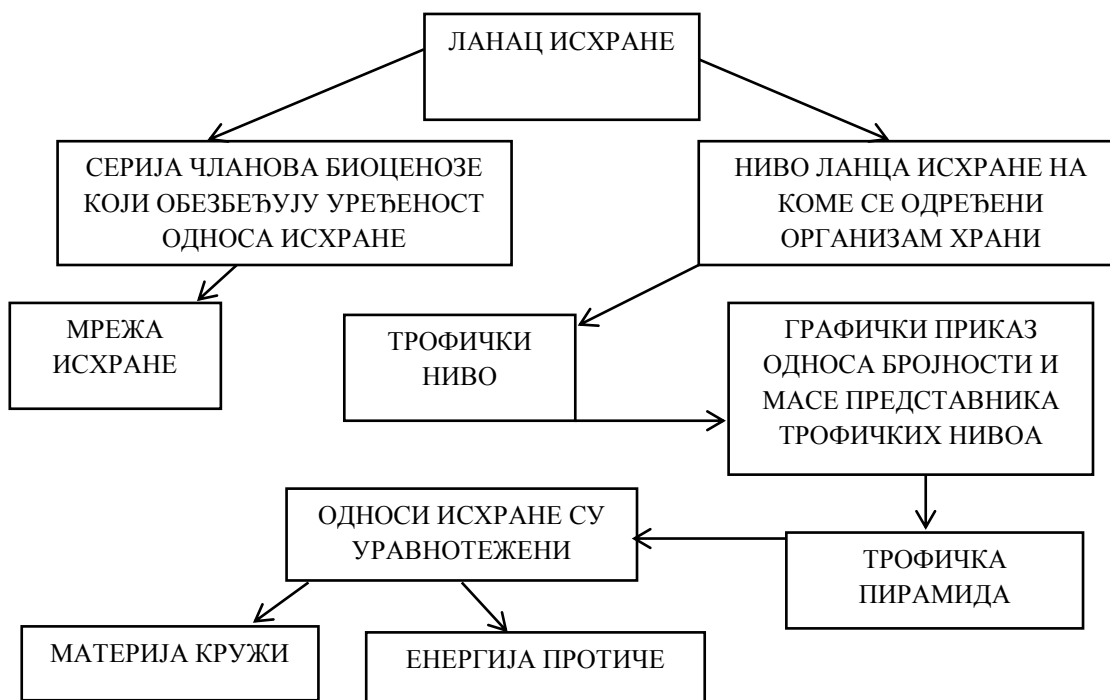 ЛАНАЦ ИСХРАНЕ
СЕРИЈА ЧЛАНОВА БИОЦЕНОЗЕ
КОЈИ ОБЕЗБЕЂУЈУ УРЕЂЕНОСТ
ОДНОСА ИСХРАНЕ
НИВО ЛАНЦА ИСХРАНЕ НА
КОМЕ СЕ ОДРЕЂЕНИ
ОРГАНИЗАМ ХРАНИ
МРЕЖА
ИСХРАНЕ
ТРОФИЧКИ
НИВО
ГРАФИЧКИ ПРИКАЗ
ОДНОСА БРОЈНОСТИ И
МАСЕ ПРЕДСТАВНИКА
ТРОФИЧКИХ НИВОА
ОДНОСИ ИСХРАНЕ СУ
УРАВНОТЕЖЕНИ
ТРОФИЧКА
ПИРАМИДА
МАТЕРИЈА КРУЖИ
ЕНЕРГИЈА ПРОТИЧЕ